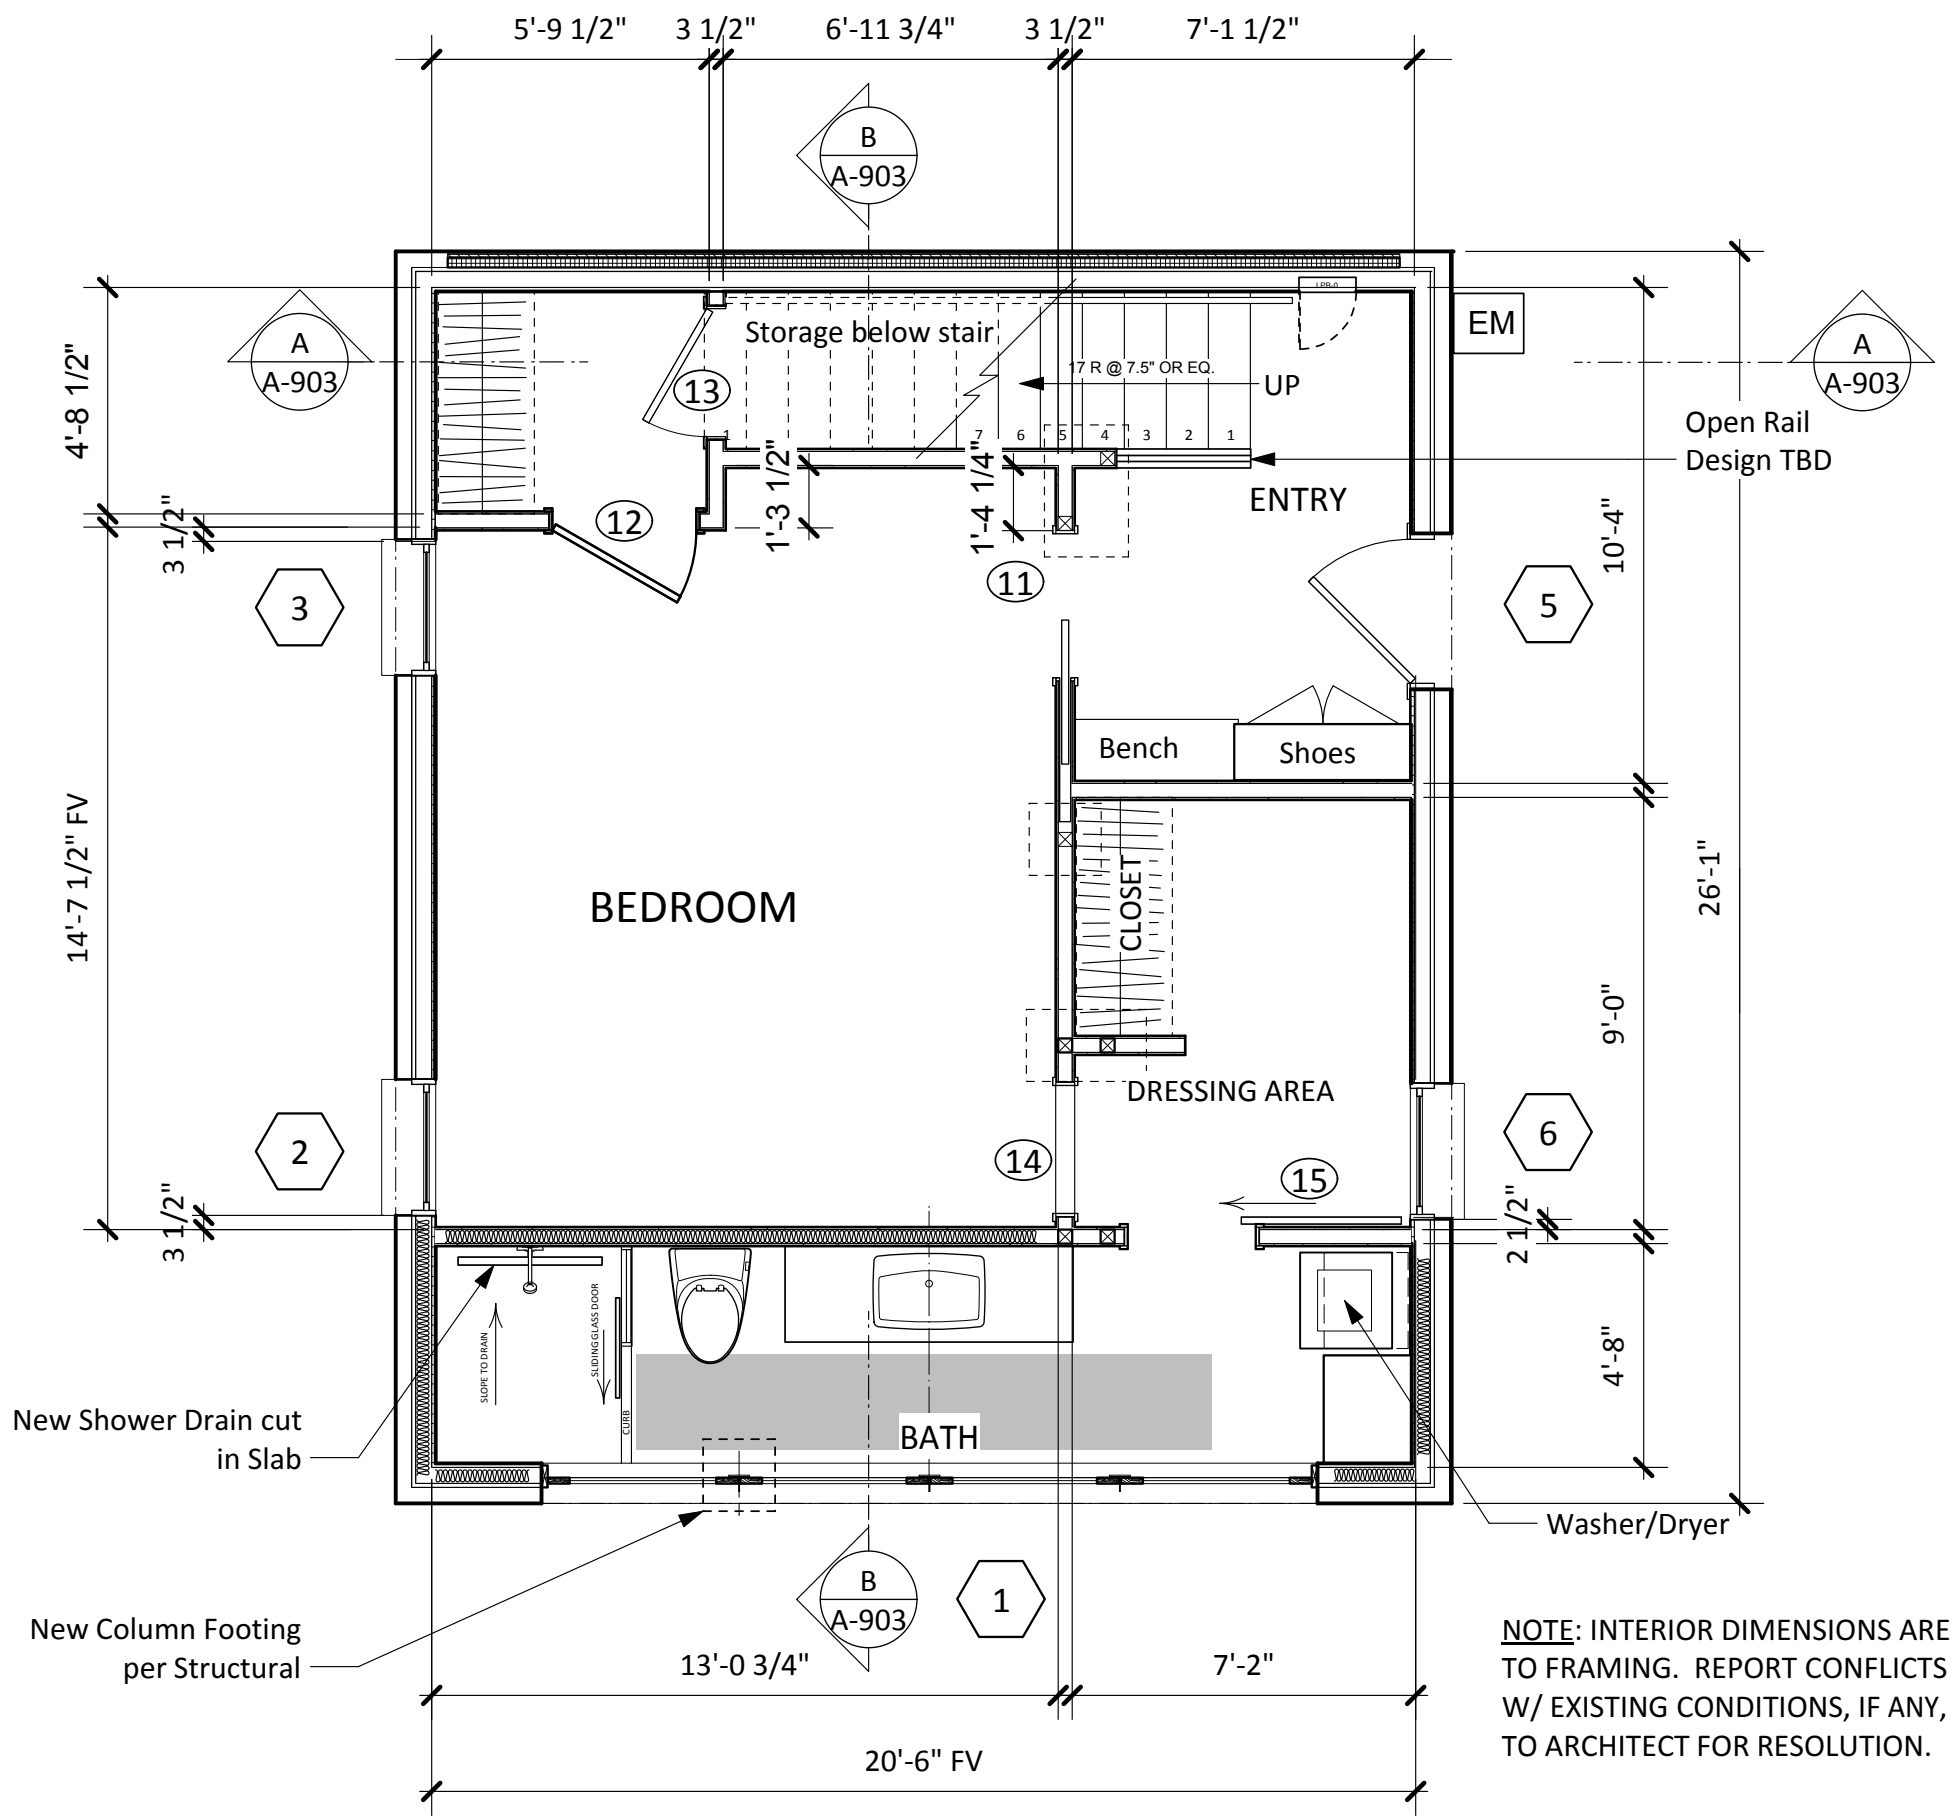 5'-9 1/2" 3 1/2" 6'-11 3/4" 3 1/2" 7'-1 1/2"
B
A-903
LPB-0
EM
Storage below stair
A
A-903
A
A-903
17 R @ 7.5" OR EQ.
UP
13
4'-8 1/2"
Open Rail
Design TBD
1 7 6 5 4 3 2 1
ENTRY
1'-3 1/2"
1'-4 1/4"
12
3 1/2"
10'-4"
11
3
5
Bench
Shoes
14'-7 1/2" FV
26'-1"
BEDROOM
CLOSET
9'-0"
DRESSING AREA
2
6
14
15
3 1/2"
2 1/2"
SLOPE TO DRAIN
SLIDING GLASS DOOR
4'-8"
CURB
BATH
New Shower Drain cut
in Slab
Washer/Dryer
B
A-903
1
New Column Footing
per Structural
13'-0 3/4"
7'-2"
20'-6" FV
NOTE: INTERIOR DIMENSIONS ARE
TO FRAMING. REPORT CONFLICTS
W/ EXISTING CONDITIONS, IF ANY,
TO ARCHITECT FOR RESOLUTION.